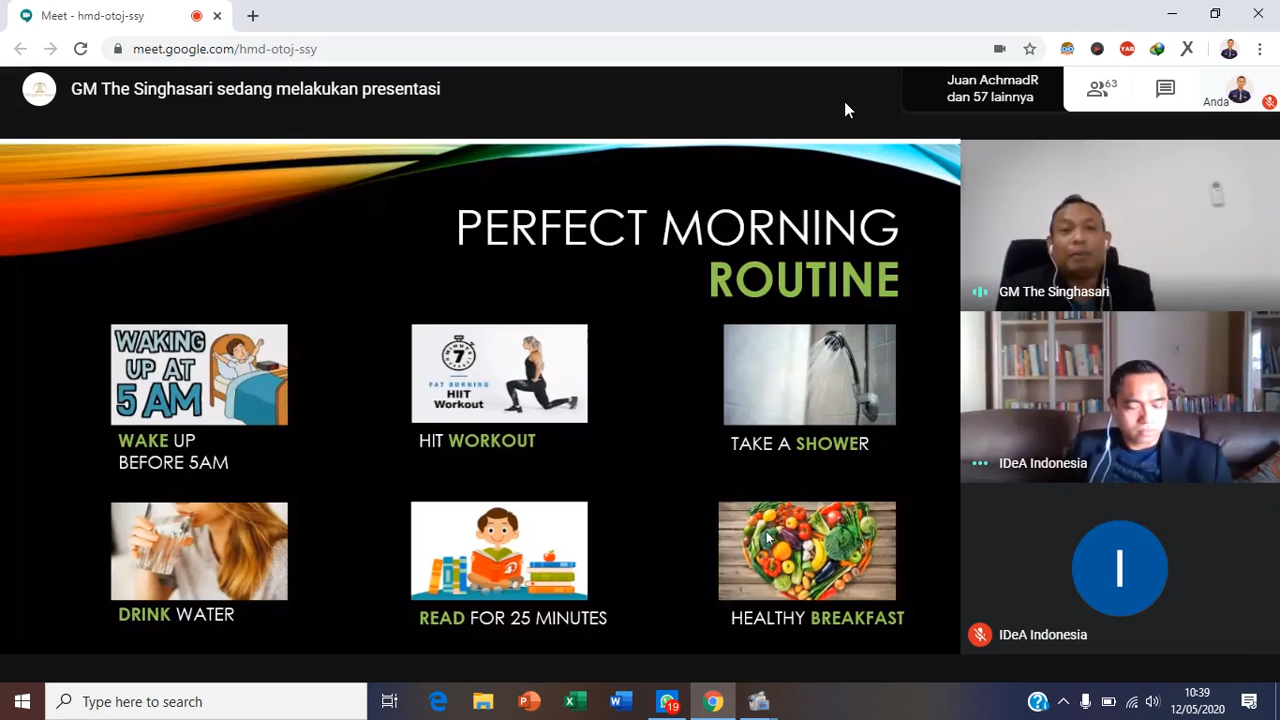 Meet - hmd-otoj-ssy
meet.google.com/hmd-otoj-ssy
YAB
GM The Singhasari sedang melakukan presentasi
Juan AchmadR
dan 57 lainnya
63
Anda
PERFECT MORNING
ROUTINE
GM The Singhasari
WAKING
UP AT
5 AM
7
FAT BURNING
HIIT
Workout
WAKE UP
BEFORE 5AM
HIT WORKOUT
TAKE A SHOWER
IDeA Indonesia
I
DRINK WATER
READ FOR 25 MINUTES
HEALTHY BREAKFAST
IDeA Indonesia
Type here to search
19
10:39
12/05/2020